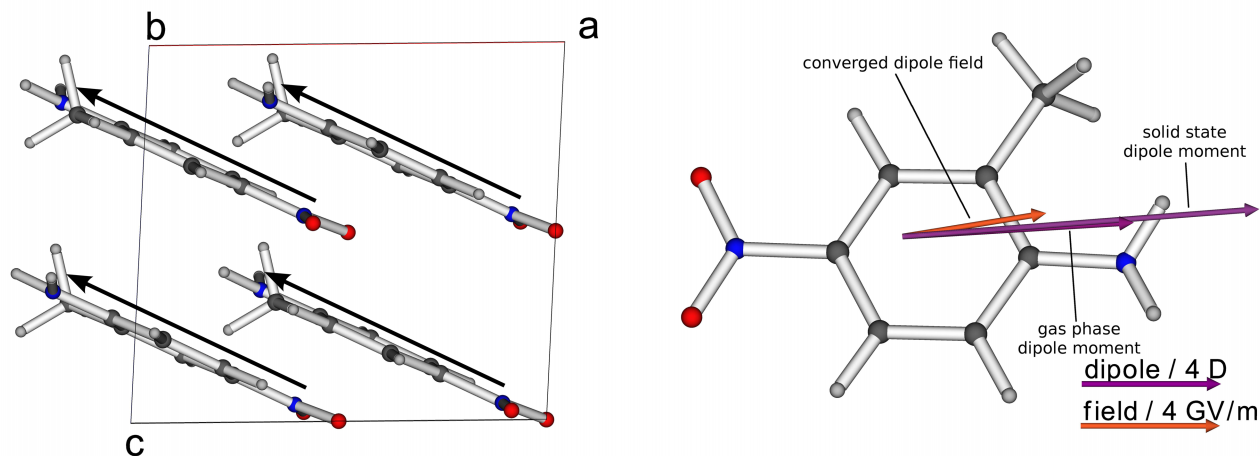 b
a
c
converged dipole field
solid state
dipole moment
gas phase
dipole moment
dipole / 4 D
field / 4 GV/m